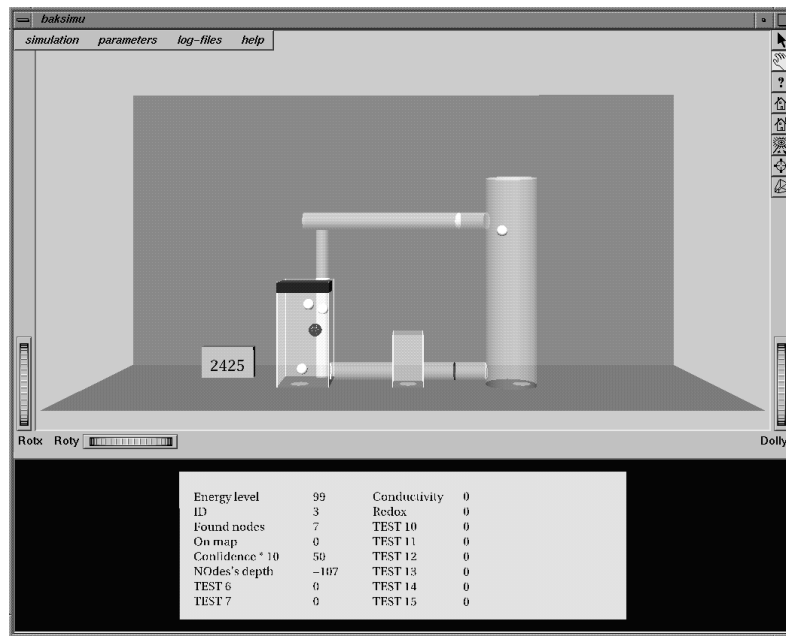 baksimu
simulation parameters log-files help
?
2425
Rotx Roty Dolly
Energy level 99 Conductivity 0
ID 3 Redox 0
Found nodes 7 TEST 10 0
On map 0 TEST 11 0
Confidence * 10 50 TEST 12 0
NOdes's depth -107 TEST 13 0
TEST 6 0 TEST 14 0
TEST 7 0 TEST 15 0